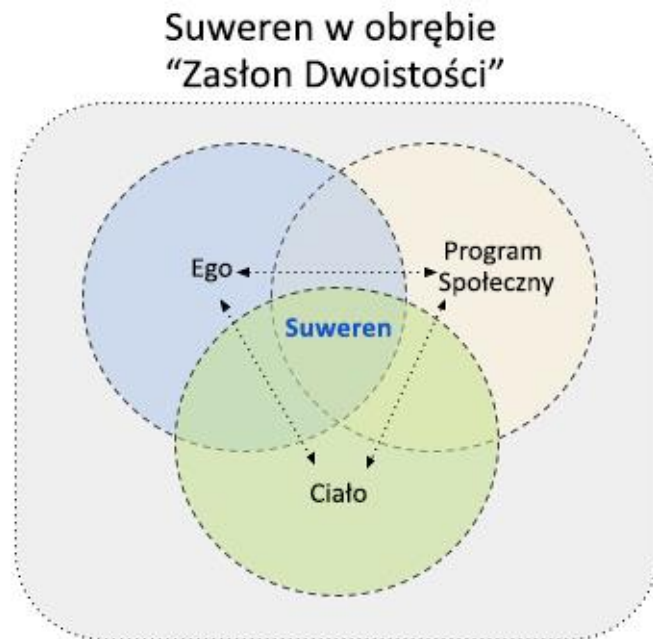 Suweren w obrębie
“Zasłon Dwoistości”
Ego
Program
Społeczny
Suweren
Ciało